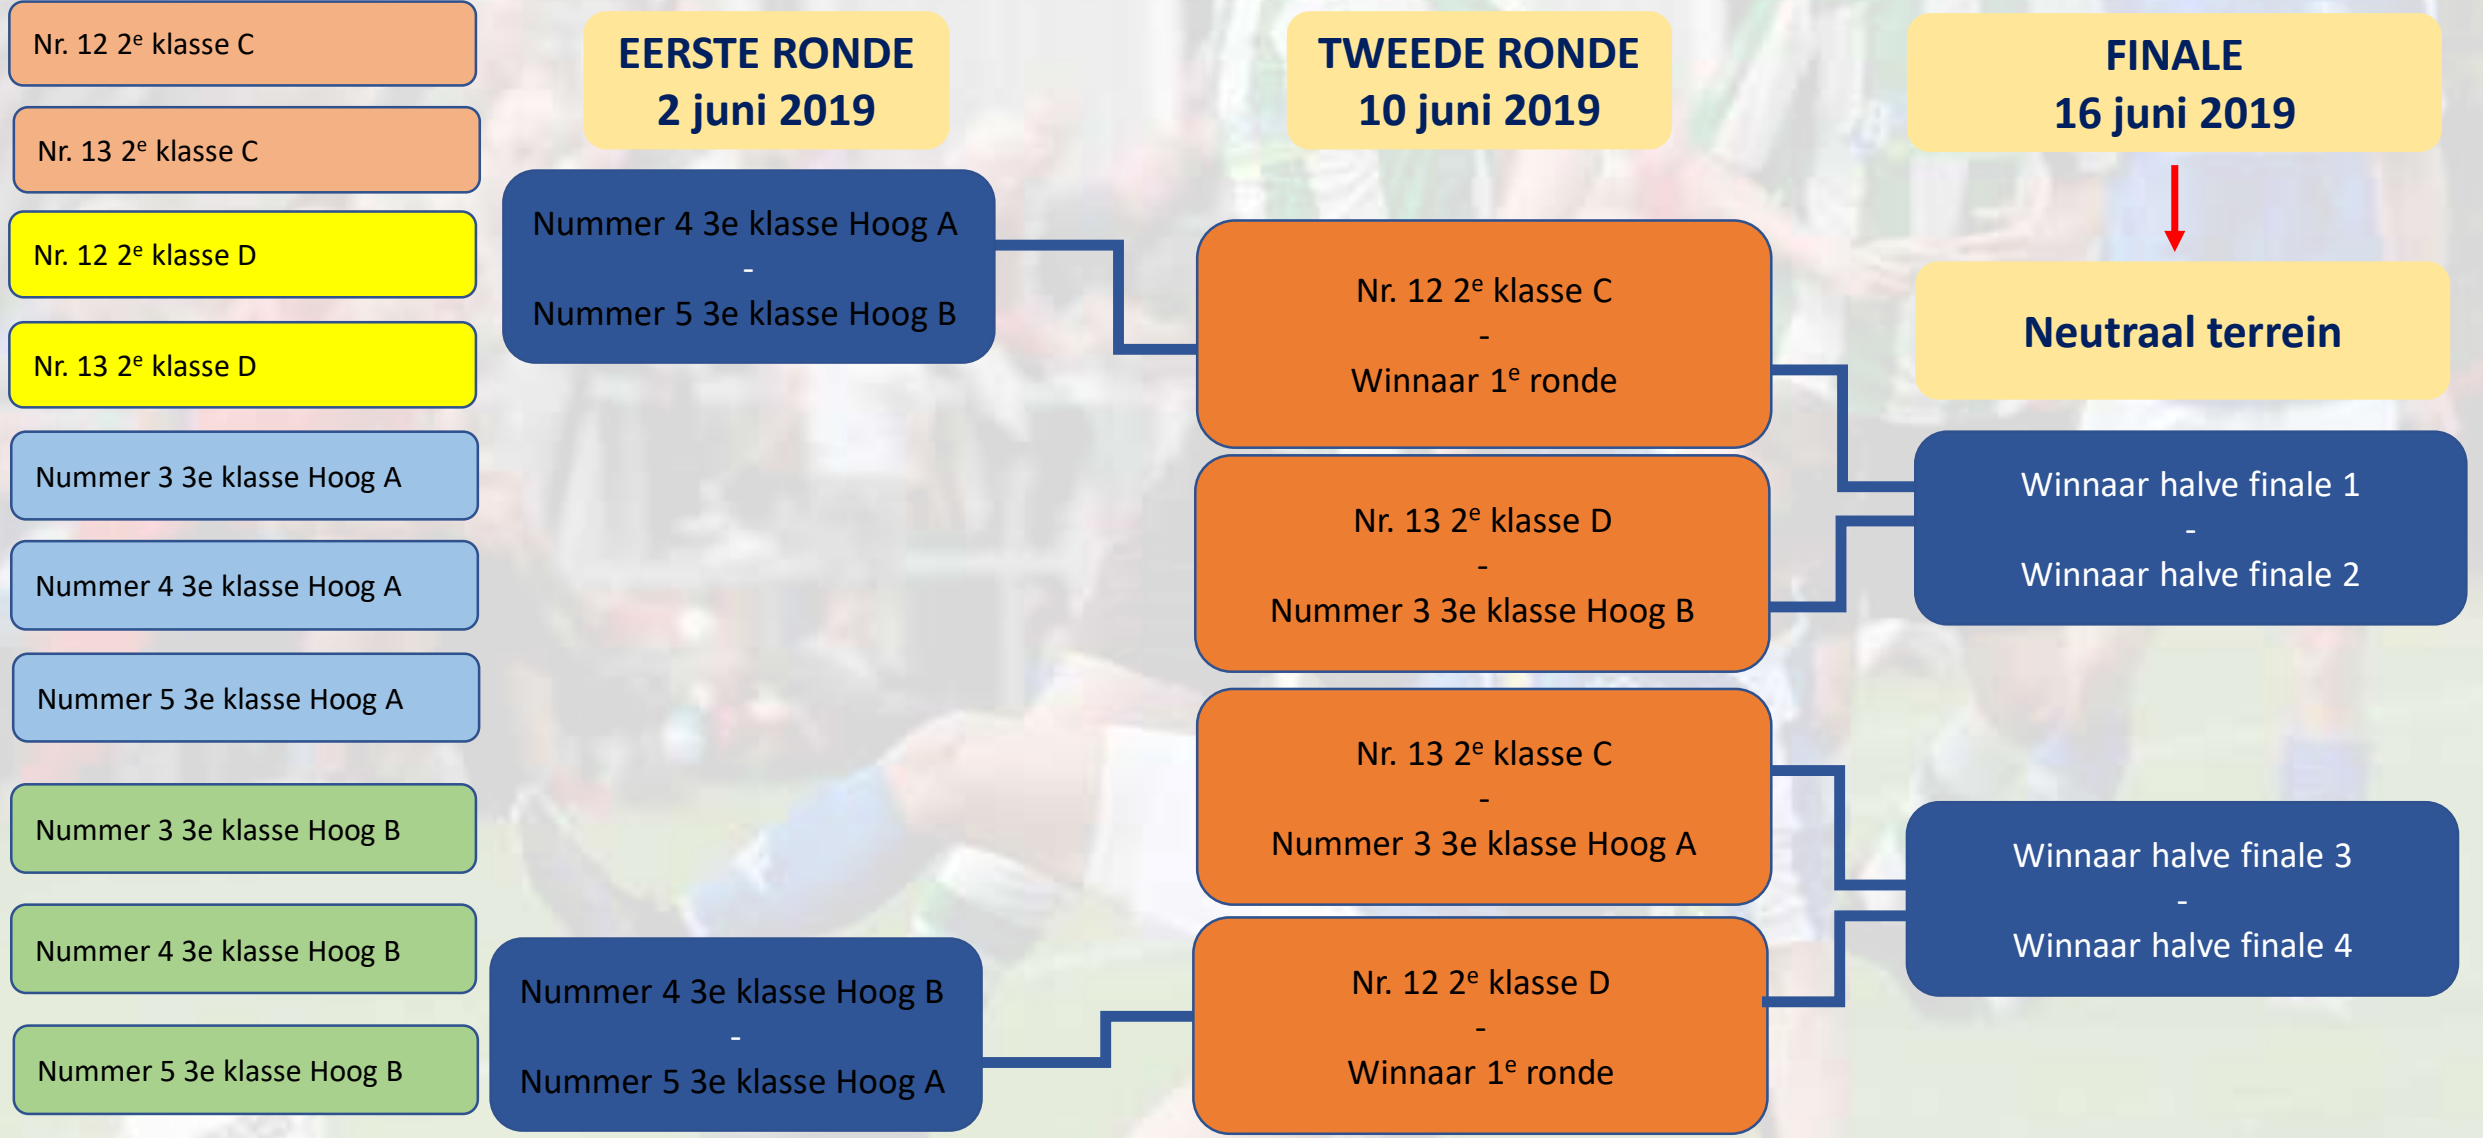 Nr. 12 2e klasse C
Nr. 13 2e klasse C
Nr. 12 2e klasse D
Nr. 13 2e klasse D
Nummer 3 3e klasse Hoog A
Nummer 4 3e klasse Hoog A
Nummer 5 3e klasse Hoog A
Nummer 3 3e klasse Hoog B
Nummer 4 3e klasse Hoog B
Nummer 5 3e klasse Hoog B
EERSTE RONDE
2 juni 2019
Nummer 4 3e klasse Hoog A
-
Nummer 5 3e klasse Hoog B
Nummer 4 3e klasse Hoog B
-
Nummer 5 3e klasse Hoog A
TWEEDE RONDE
10 juni 2019
Nr. 12 2e klasse C
-
Winnaar 1e ronde
Nr. 13 2e klasse D
-
Nummer 3 3e klasse Hoog B
Nr. 13 2e klasse C
-
Nummer 3 3e klasse Hoog A
Nr. 12 2e klasse D
-
Winnaar 1e ronde
FINALE
16 juni 2019
Neutraal terrein
Winnaar halve finale 1
-
Winnaar halve finale 2
Winnaar halve finale 3
-
Winnaar halve finale 4